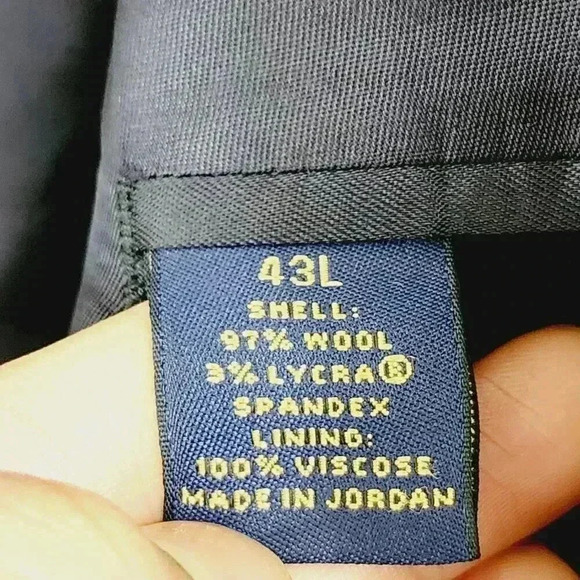 43L
SHELL:
97% WOOL
3% LYCRA®
SPANDEX
LINING:
100% VISCOSE
MADE IN JORDAN